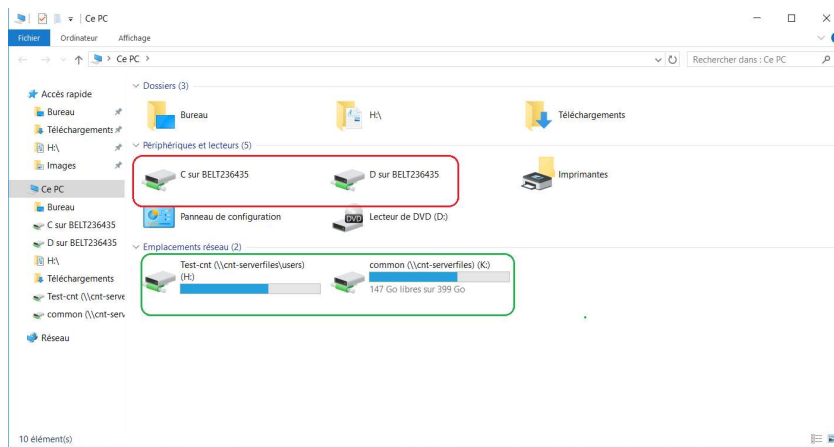 Ce PC
Fichier Ordinateur Affichage
Ce PC
Rechercher dans : Ce PC
Accès rapide
Bureau
Téléchargements
H:\
Images
Ce PC
Bureau
C sur BELT236435
D sur BELT236435
H:\
Téléchargements
Test-cnt (\\cnt-serve
common (\\cnt-serv
Réseau
Dossiers (3)
Bureau H:\ Téléchargements
Périphériques et lecteurs (5)
C sur BELT236435 D sur BELT236435 Imprimantes
Panneau de configuration DVD Lecteur de DVD (D:)
Emplacements réseau (2)
Test-cnt (\\cnt-serverfiles\users)
(H:)
common (\\cnt-serverfiles) (K:)
147 Go libres sur 399 Go
10 élément(s)